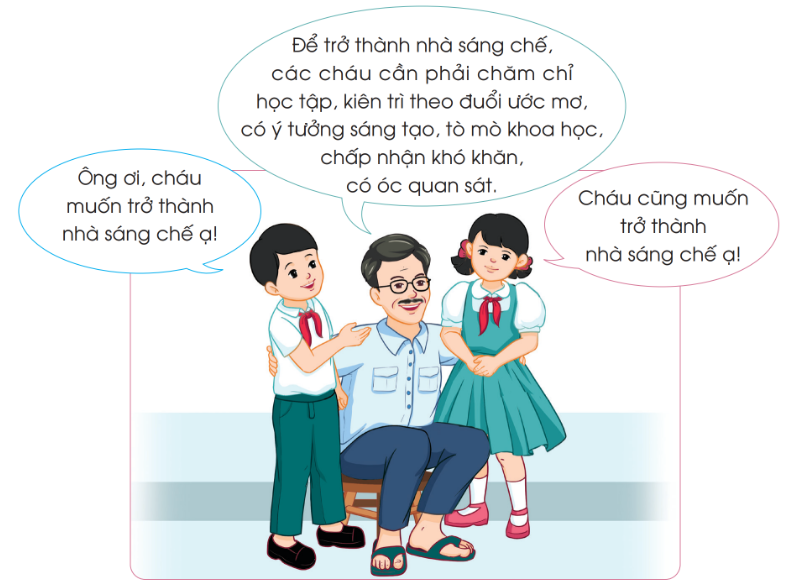 Ông ơi, cháu
muốn trở thành
nhà sáng chế ạ!
Để trở thành nhà sáng chế,
các cháu cần phải chăm chỉ
học tập, kiên trì theo đuổi ước mơ,
có ý tưởng sáng tạo, tò mò khoa học,
chấp nhận khó khăn,
có óc quan sát.
Cháu cũng muốn
trở thành
nhà sáng chế ạ!